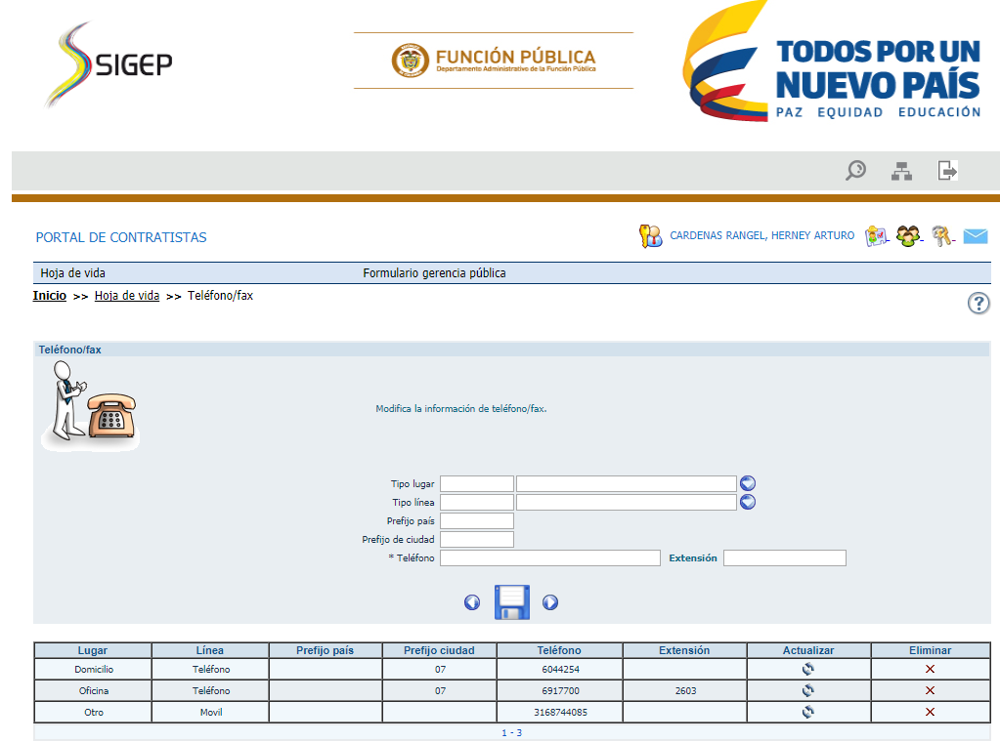 SIGEP
FUNCIÓN PÚBLICA
Departamento Administrativo de la Función Pública
TODOS POR UN
NUEVO PAÍS
PAZ EQUIDAD EDUCACIÓN
PORTAL DE CONTRATISTAS
CARDENAS RANGEL, HERNEY ARTURO
Hoja de vida Formulario gerencia pública
Inicio >> Hoja de vida >> Teléfono/fax
?
Teléfono/fax
Modifica la información de teléfono/fax.
Tipo lugar
Tipo línea
Prefijo país
Prefijo de ciudad
* Teléfono Extensión
Lugar Línea Prefijo país Prefijo ciudad Teléfono Extensión Actualizar Eliminar
Domicilio Teléfono 07 6044254
Oficina Teléfono 07 6917700 2603
Otro Movil 3168744085
1 - 3